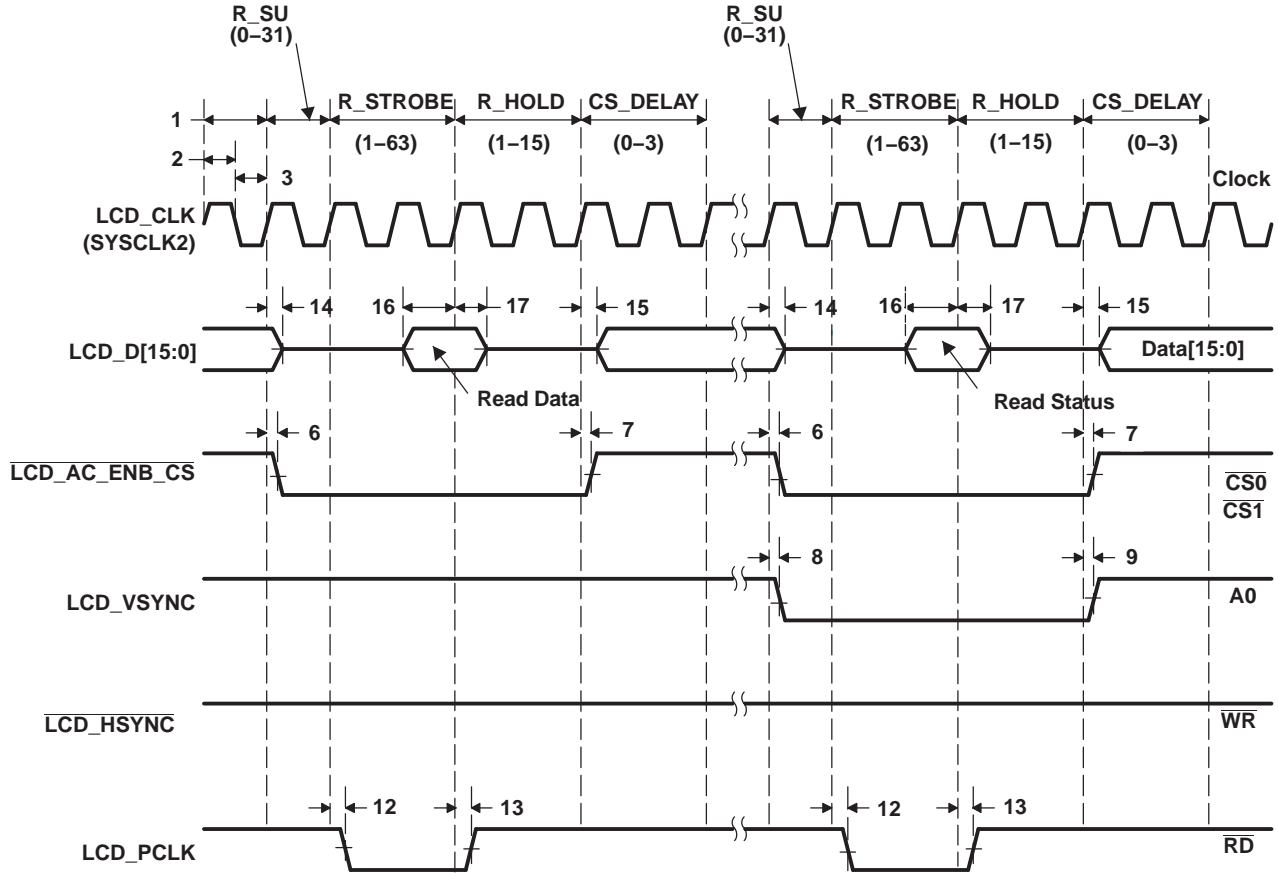 R_SU
(0–31)
R_SU
(0–31)
R_STROBE R_HOLD CS_DELAY R_STROBE R_HOLD CS_DELAY
1
(1–63) (1–15) (0–3) (1–63) (1–15) (0–3)
2
3 Clock
LCD_CLK
(SYSCLK2)
14 16 17 15 14 16 17 15
LCD_D[15:0] Data[15:0]
Read Data Read Status
6 7 6 7
LCD_AC_ENB_CS CS0
CS1
8 9
LCD_VSYNC A0
LCD_HSYNC WR
12 13 12 13
LCD_PCLK RD